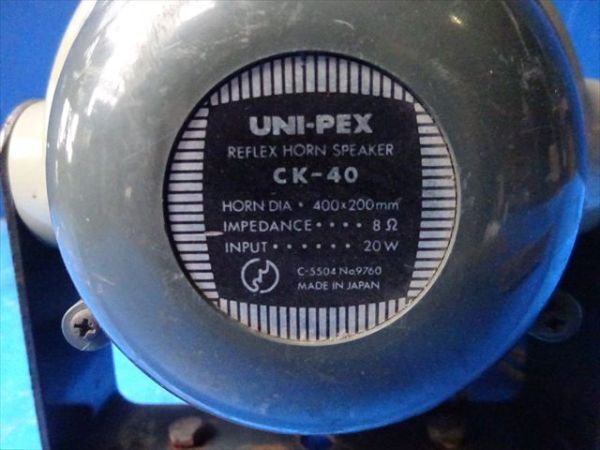 UNI-PEX
REFLEX HORN SPEAKER
CK-40
HORN DIA · 400×200mm
IMPEDANCE ···· 8 Ω
INPUT ······ 20 W
C-5504 No9760
MADE IN JAPAN